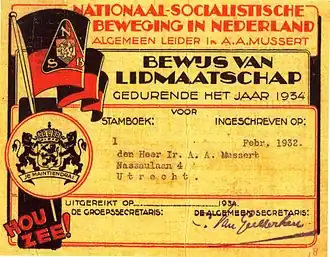 NATIONAAL-SOCIALISTISCHE
BEWEGING IN NEDERLAND
ALGEMEEN LEIDER Ir. A.A. MUSSERT
BEWIJS VAN
LIDMAATSCHAP
GEDURENDE HET JAAR 1934
VOOR
STAMBOEK: INGESCHREVEN OP:
1 Febr. 1932.
den Heer Ir. A. A. Mussert
Nassaulaan 4
Utrecht.
JE MAINTIENDRAI
HOU
ZEE!
UITGEREIKT OP 1934
DE GROEPSSECRETARIS: DE ALGEMEEN SECRETARIS:
N
S B